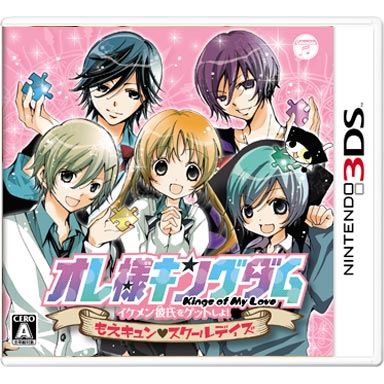 Columbia
NINTENDO 3DS
オレ様キングダム
Kings of My Love
イケメン彼氏をゲットしよ!
もえキュン♥スクールデイズ
CERO
A